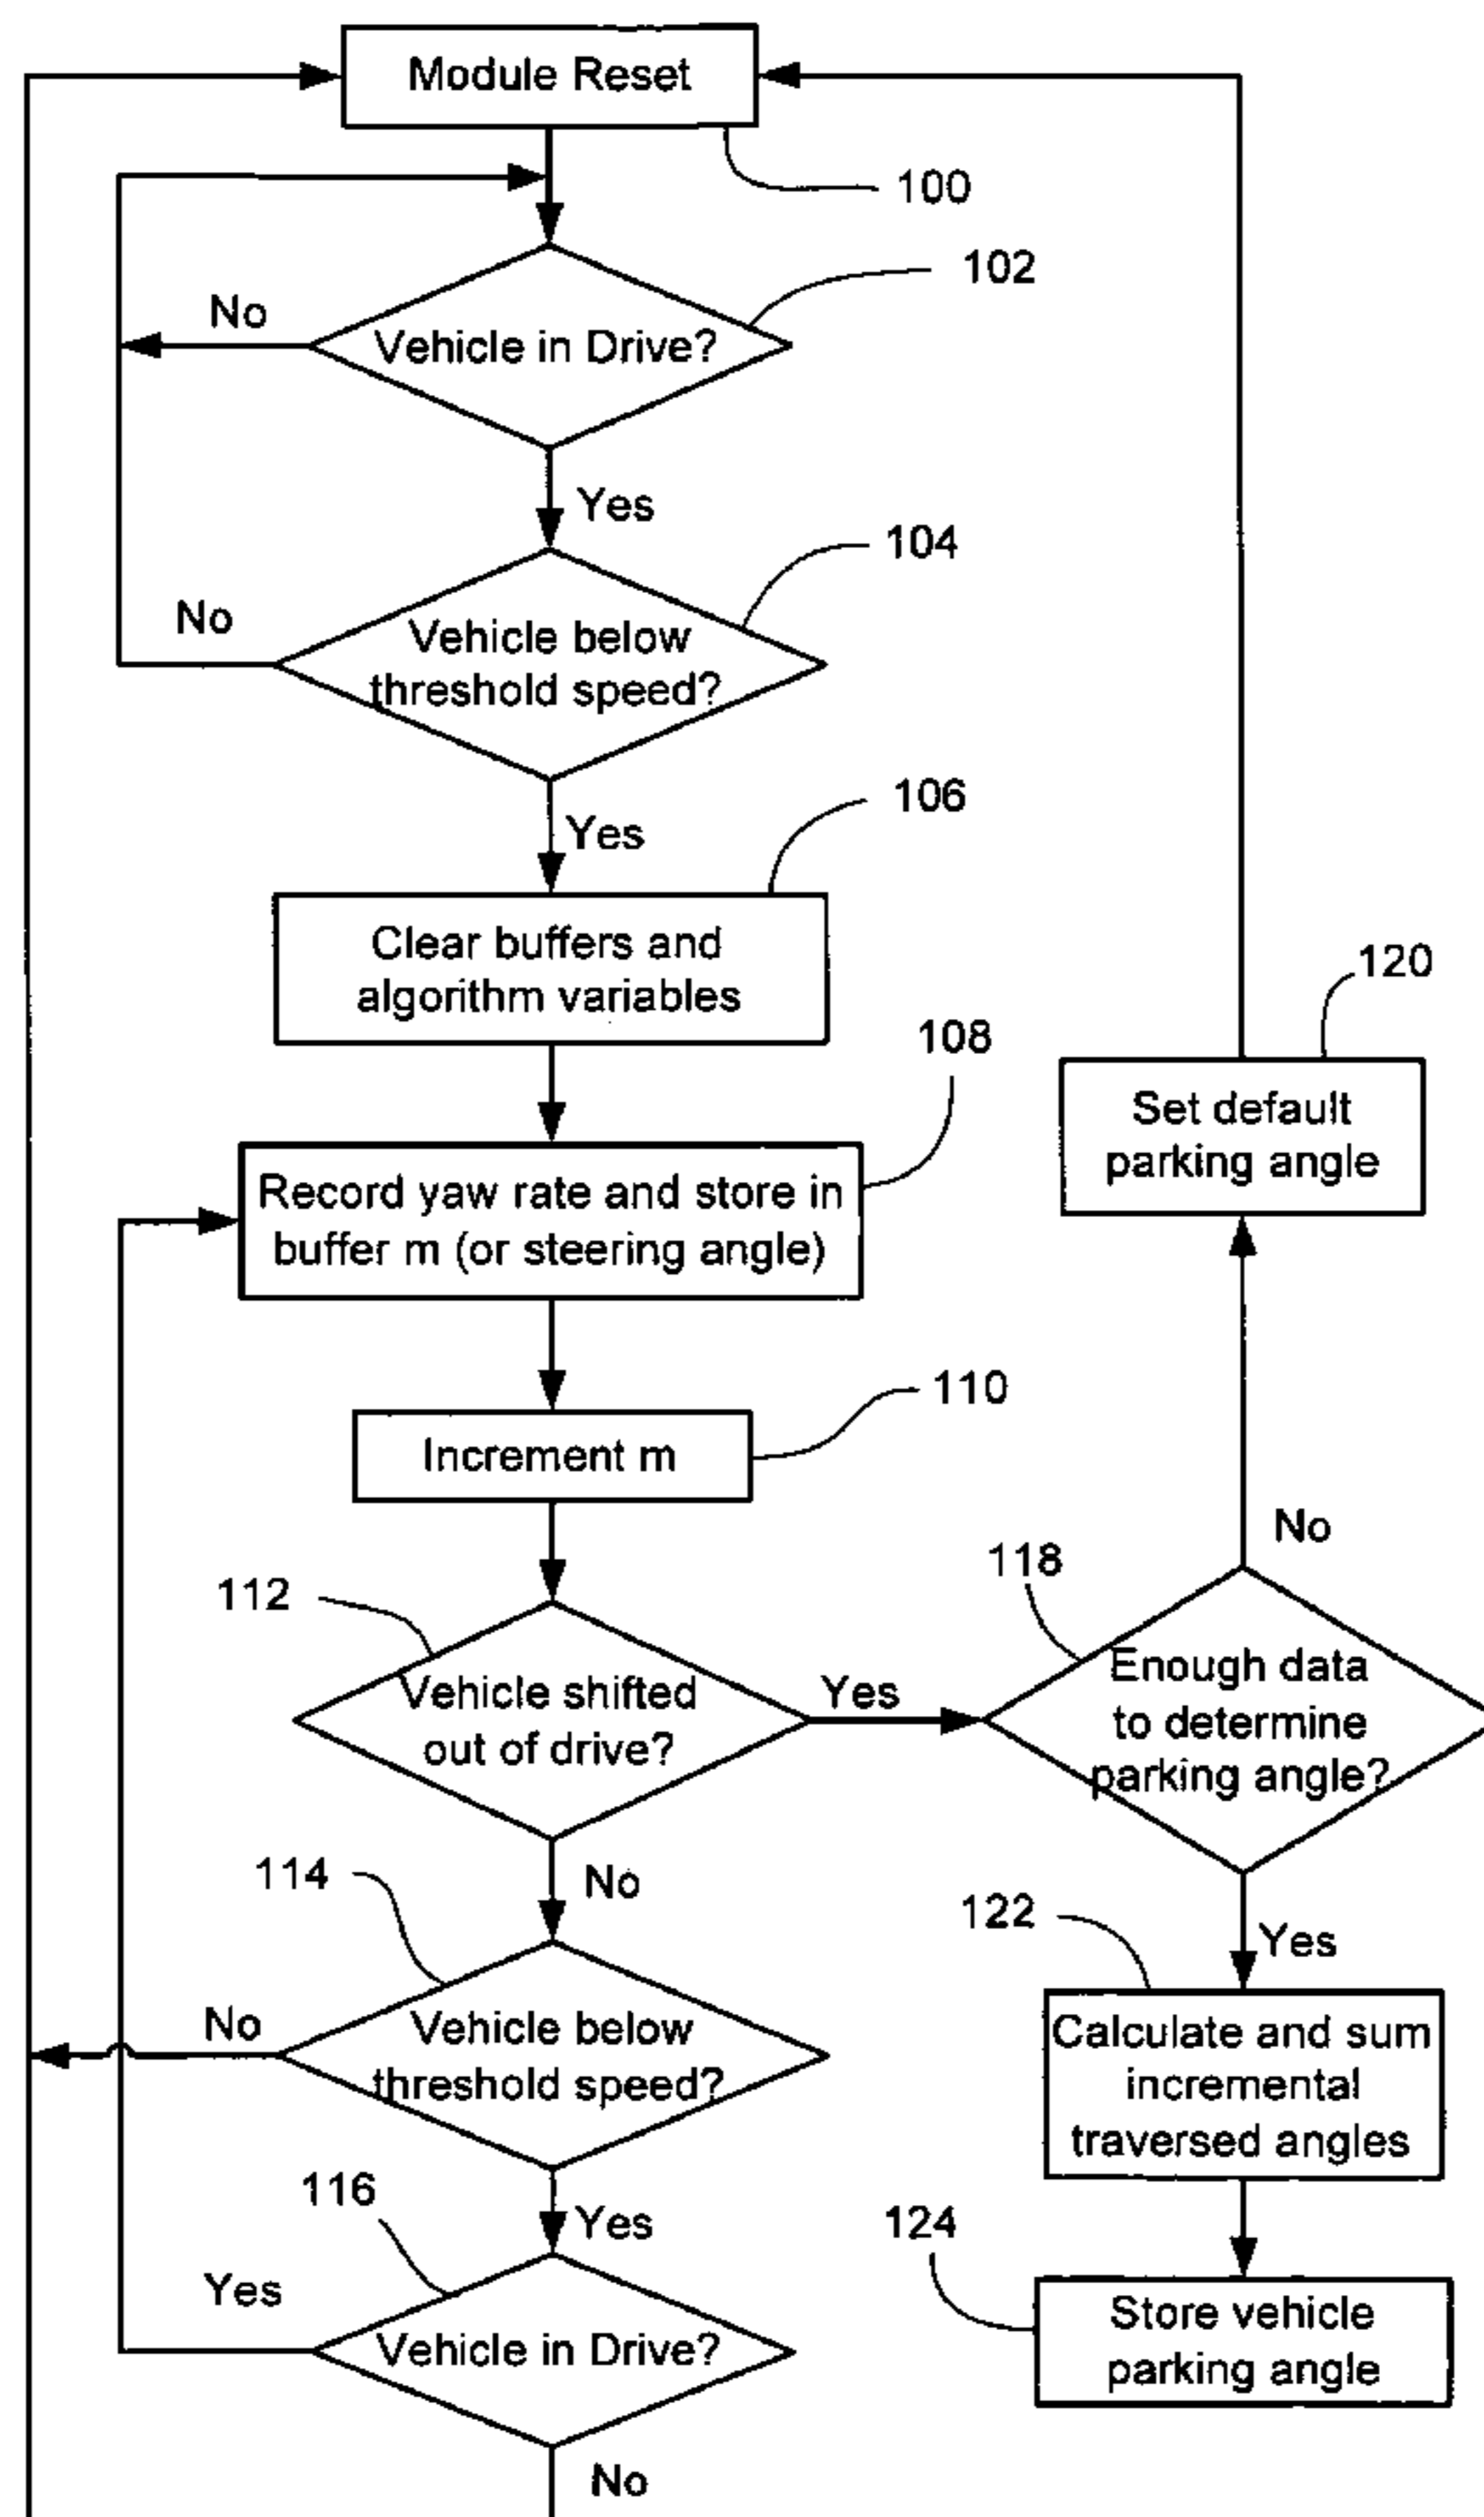 Module Reset
100
102
No
Vehicle in Drive?
Yes
104
No
Vehicle below
threshold speed?
106
Yes
Clear buffers and
algorithm variables
108
Record yaw rate and store in
buffer m (or steering angle)
110
Increment m
112
Vehicle shifted
out of drive?
Yes
No
114
No
Vehicle below
threshold speed?
Yes
116
Yes
Vehicle in Drive?
No
118
Enough data
to determine
parking angle?
No
120
Set default
parking angle
Yes
122
Calculate and sum
incremental
traversed angles
124
Store vehicle
parking angle